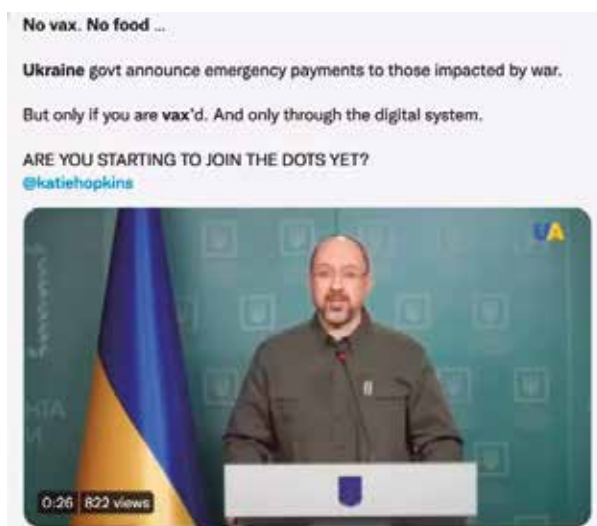 No vax. No food ...
Ukraine govt announce emergency payments to those impacted by war.
But only if you are vax'd. And only through the digital system.
ARE YOU STARTING TO JOIN THE DOTS YET?
@katiehopkins
UA
0:26 822 views